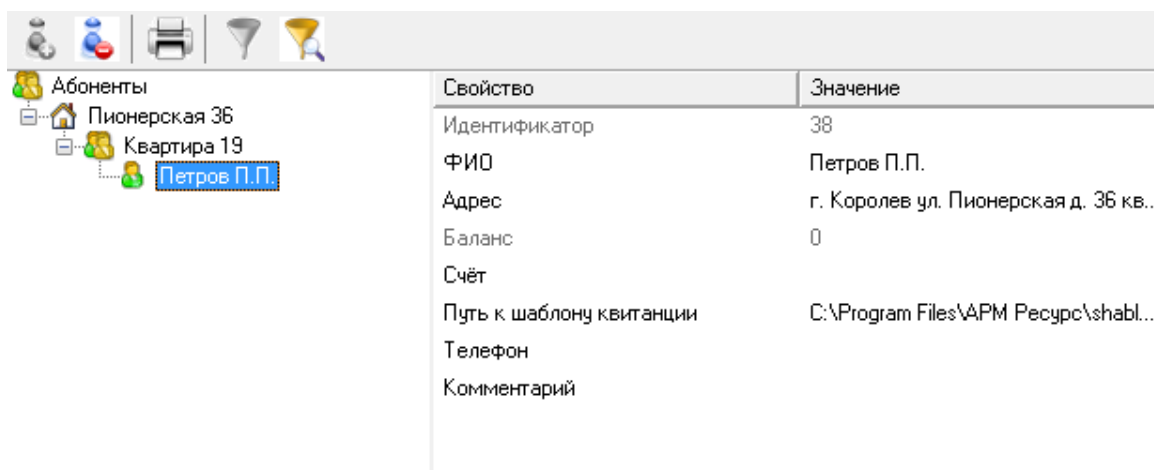 Абоненты
Пионерская 36
Квартира 19
Петров П.П.
Свойство Значение
Идентификатор 38
ФИО Петров П.П.
Адрес г. Королев ул. Пионерская д. 36 кв...
Баланс 0
Счёт
Путь к шаблону квитанции C:\Program Files\АРМ Ресурс\shabl...
Телефон
Комментарий